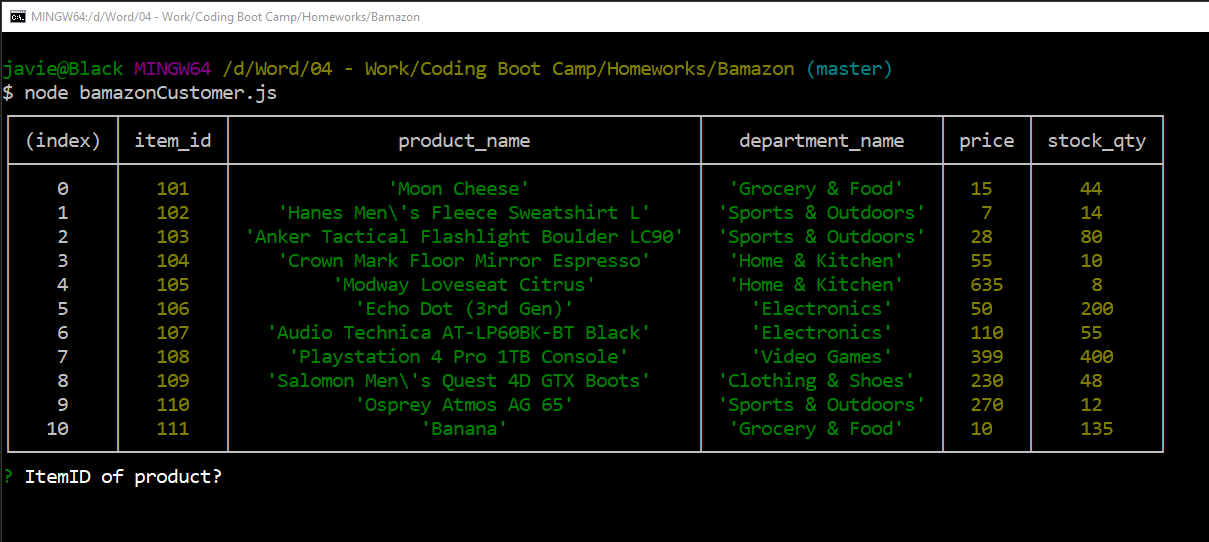 MINGW64:/d/Word/04 - Work/Coding Boot Camp/Homeworks/Bamazon
javie@Black MINGW64 /d/Word/04 - Work/Coding Boot Camp/Homeworks/Bamazon (master)
$ node bamazonCustomer.js
(index) item_id product_name department_name price stock_qty
0 101 'Moon Cheese' 'Grocery & Food' 15 44
1 102 'Hanes Men\'s Fleece Sweatshirt L' 'Sports & Outdoors' 7 14
2 103 'Anker Tactical Flashlight Boulder LC90' 'Sports & Outdoors' 28 80
3 104 'Crown Mark Floor Mirror Espresso' 'Home & Kitchen' 55 10
4 105 'Modway Loveseat Citrus' 'Home & Kitchen' 635 8
5 106 'Echo Dot (3rd Gen)' 'Electronics' 50 200
6 107 'Audio Technica AT-LP60BK-BT Black' 'Electronics' 110 55
7 108 'Playstation 4 Pro 1TB Console' 'Video Games' 399 400
8 109 'Salomon Men\'s Quest 4D GTX Boots' 'Clothing & Shoes' 230 48
9 110 'Osprey Atmos AG 65' 'Sports & Outdoors' 270 12
10 111 'Banana' 'Grocery & Food' 10 135
? ItemID of product?